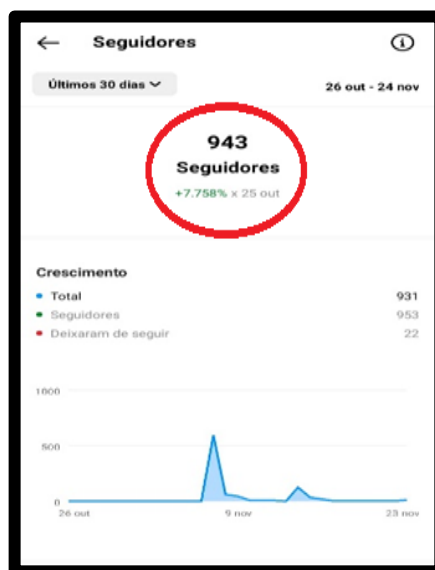 ← Seguidores
Últimos 30 dias 26 out - 24 nov
943
Seguidores
+7.758% x 25 out
Crescimento
Total 931
Seguidores 953
Deixaram de seguir 22
1000
500
0
26 out 9 nov 23 nov